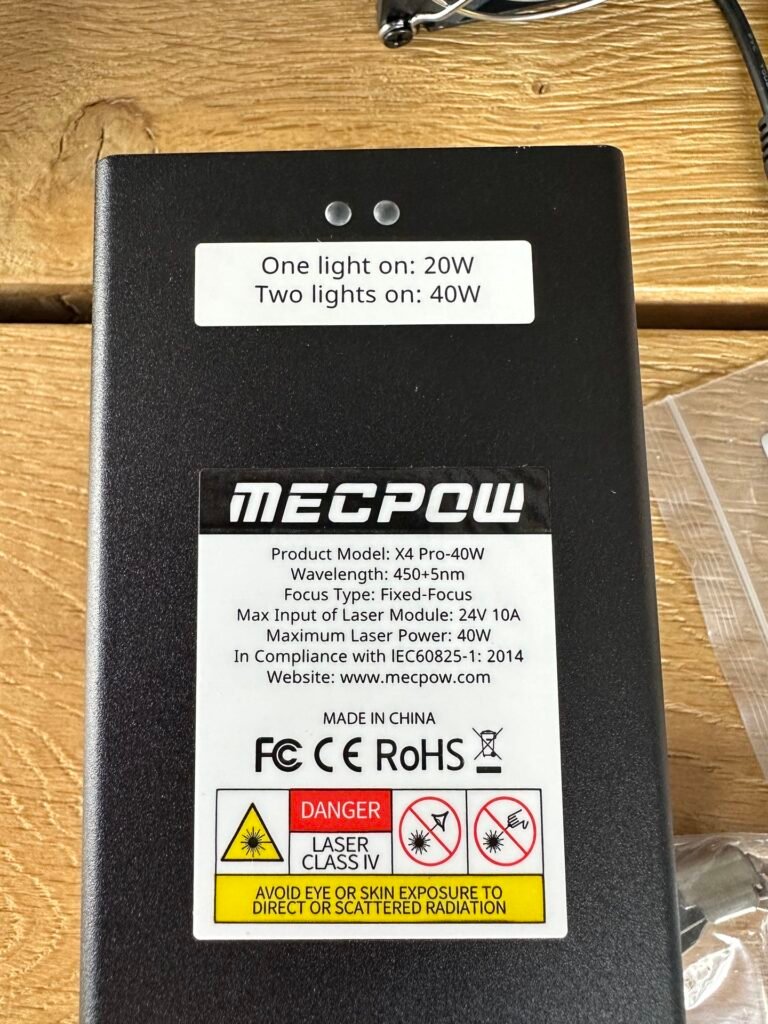 One light on: 20W
Two lights on: 40W
MECPOW
Product Model: X4 Pro-40W
Wavelength: 450+5nm
Focus Type: Fixed-Focus
Max Input of Laser Module: 24V 10A
Maximum Laser Power: 40W
In Compliance with IEC60825-1: 2014
Website: www.mecpow.com
MADE IN CHINA
FC CE RoHS
DANGER
LASER
CLASS IV
AVOID EYE OR SKIN EXPOSURE TO
DIRECT OR SCATTERED RADIATION